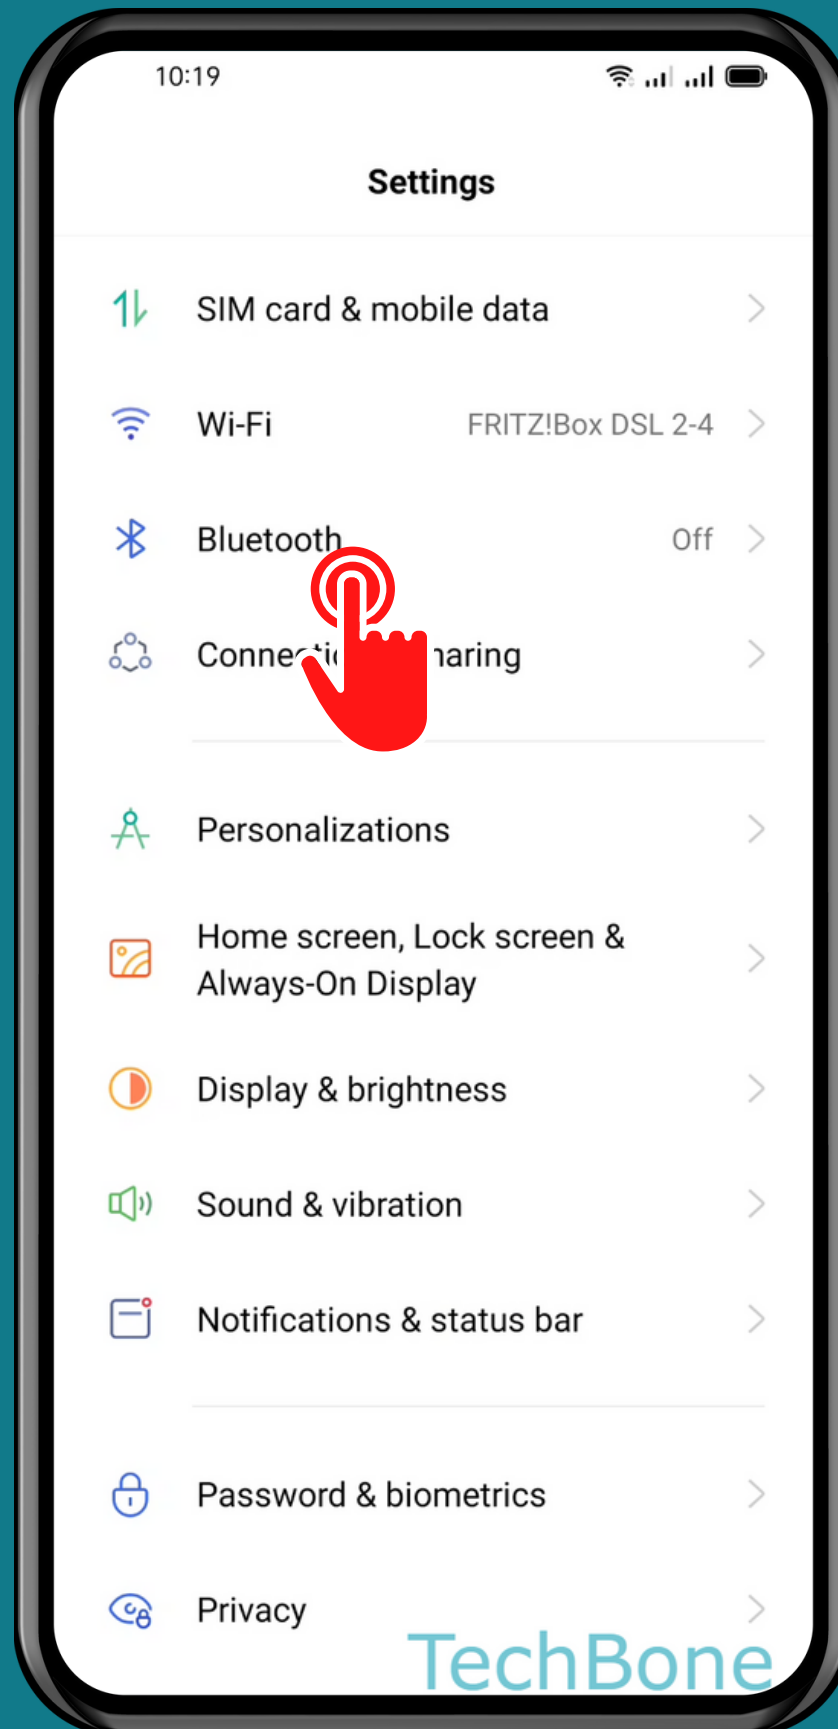 10:19
Settings
SIM card & mobile data
Wi-Fi FRITZ!Box DSL 2-4
Bluetooth Off
Personalizations
Home screen, Lock screen &
Always-On Display
Display & brightness
Sound & vibration
Notifications & status bar
Password & biometrics
Privacy
TechBone